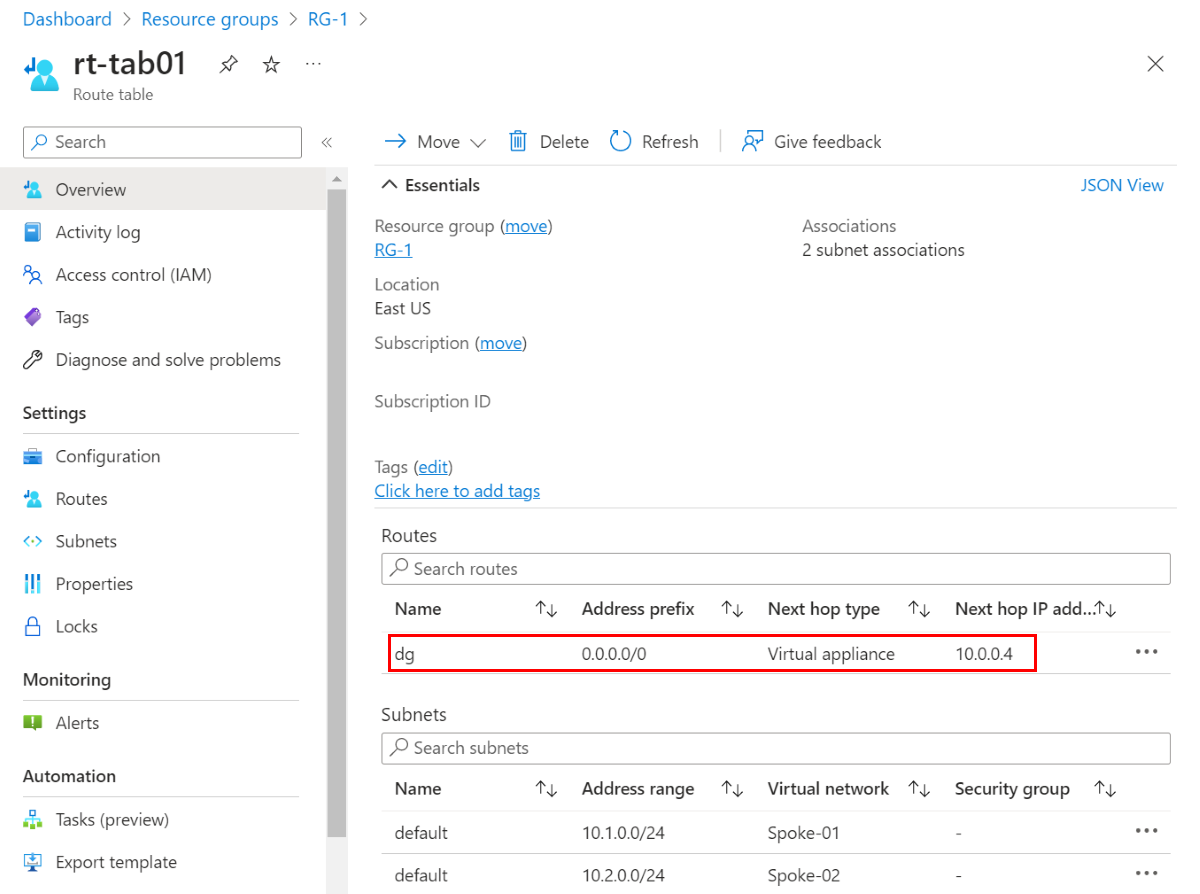 Dashboard > Resource groups > RG-1 >
rt-tab01
Route table
Search
Overview
Activity log
Access control (IAM)
Tags
Diagnose and solve problems
Settings
Configuration
Routes
Subnets
Properties
Locks
Monitoring
Alerts
Automation
Tasks (preview)
Export template
Move Delete Refresh Give feedback
Essentials JSON View
Resource group (move) Associations
RG-1 2 subnet associations
Location
East US
Subscription (move)
Subscription ID
Tags (edit)
Click here to add tags
Routes
Search routes
Name Address prefix Next hop type Next hop IP add...
dg 0.0.0.0/0 Virtual appliance 10.0.0.4
Subnets
Search subnets
Name Address range Virtual network Security group
default 10.1.0.0/24 Spoke-01 -
default 10.2.0.0/24 Spoke-02 -